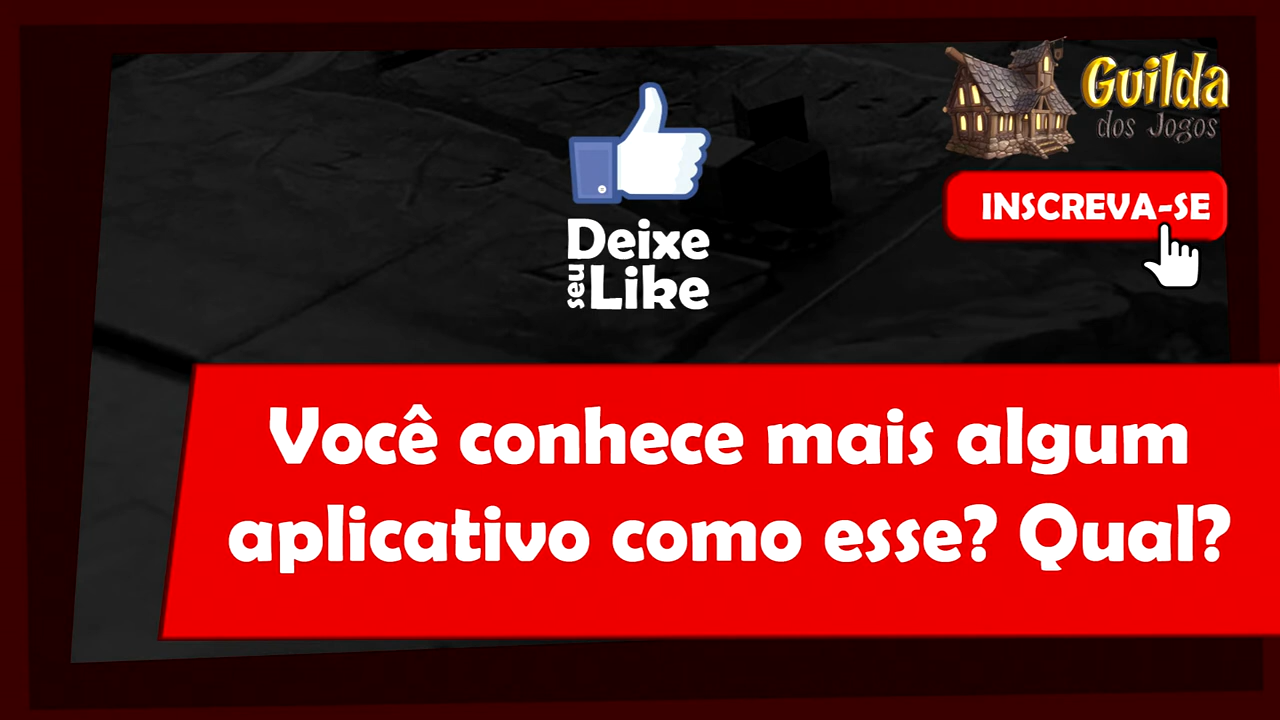 Guilda
dos Jogos
INSCREVA-SE
Deixe
seu
Like
Você conhece mais algum
aplicativo como esse? Qual?